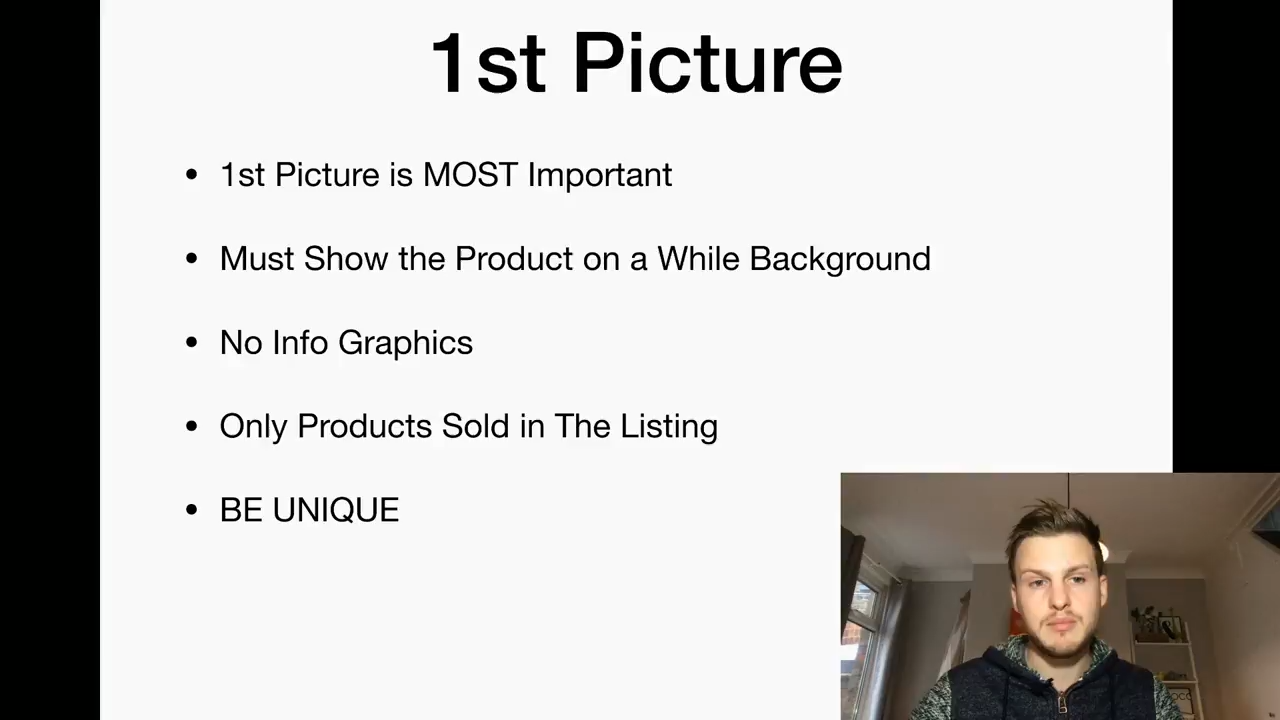 1st Picture
• 1st Picture is MOST Important
• Must Show the Product on a While Background
• No Info Graphics
• Only Products Sold in The Listing
• BE UNIQUE